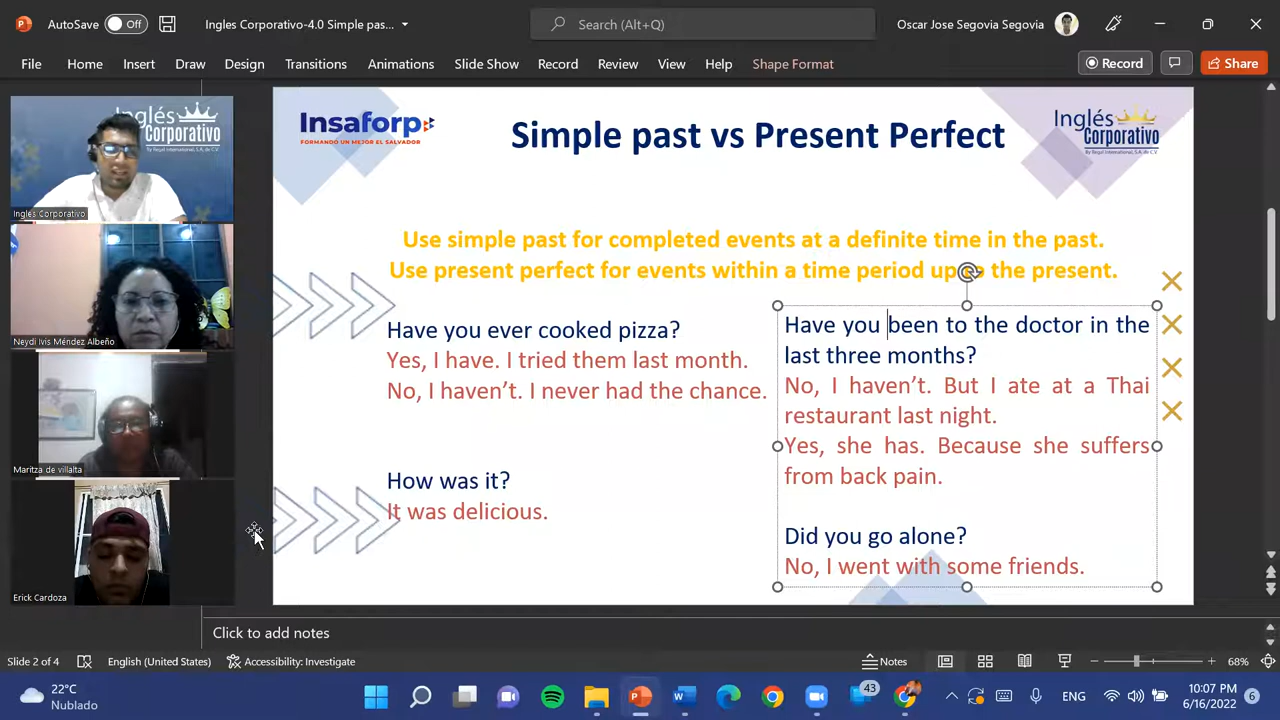 AutoSave Off Ingles Corporativo-4.0 Simple pas... Search (Alt+Q) Oscar Jose Segovia Segovia
File Home Insert Draw Design Transitions Animations Slide Show Record Review View Help Shape Format Record Share
Inglés
Corporativo
Ingles Corporativo
Neydi Ivis Méndez Albeño
Maritza de villalta
Erick Cardoza
Insaforp
FORMANDO UN MEJOR EL SALVADOR
Simple past vs Present Perfect
Inglés
Corporativo
By Regal International, S.A. de C.V.
Use simple past for completed events at a definite time in the past.
Use present perfect for events within a time period up the present.
Have you ever cooked pizza?
Yes, I have. I tried them last month.
No, I haven't. I never had the chance.
How was it?
It was delicious.
Have you been to the doctor in the
last three months?
No, I haven't. But I ate at a Thai
restaurant last night.
Yes, she has. Because she suffers
from back pain.
Did you go alone?
No, I went with some friends.
Click to add notes
Slide 2 of 4 English (United States) Accessibility: Investigate Notes 68%
22°C
Nublado
43
ENG
10:07 PM
6/16/2022
6